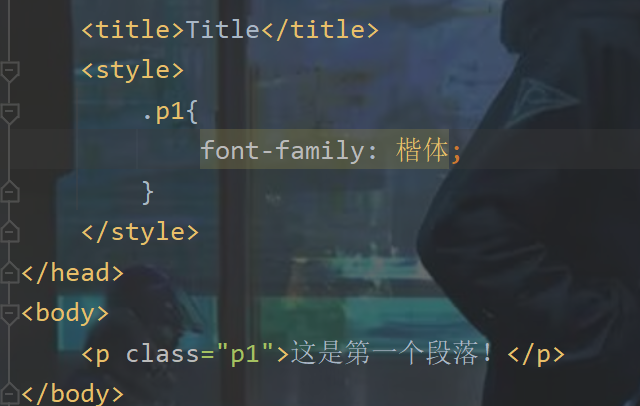 <title>Title</title>
<style>
.p1{
font-family: 楷体;
}
</style>
</head>
<body>
<p class="p1">这是第一个段落！</p>
</body>